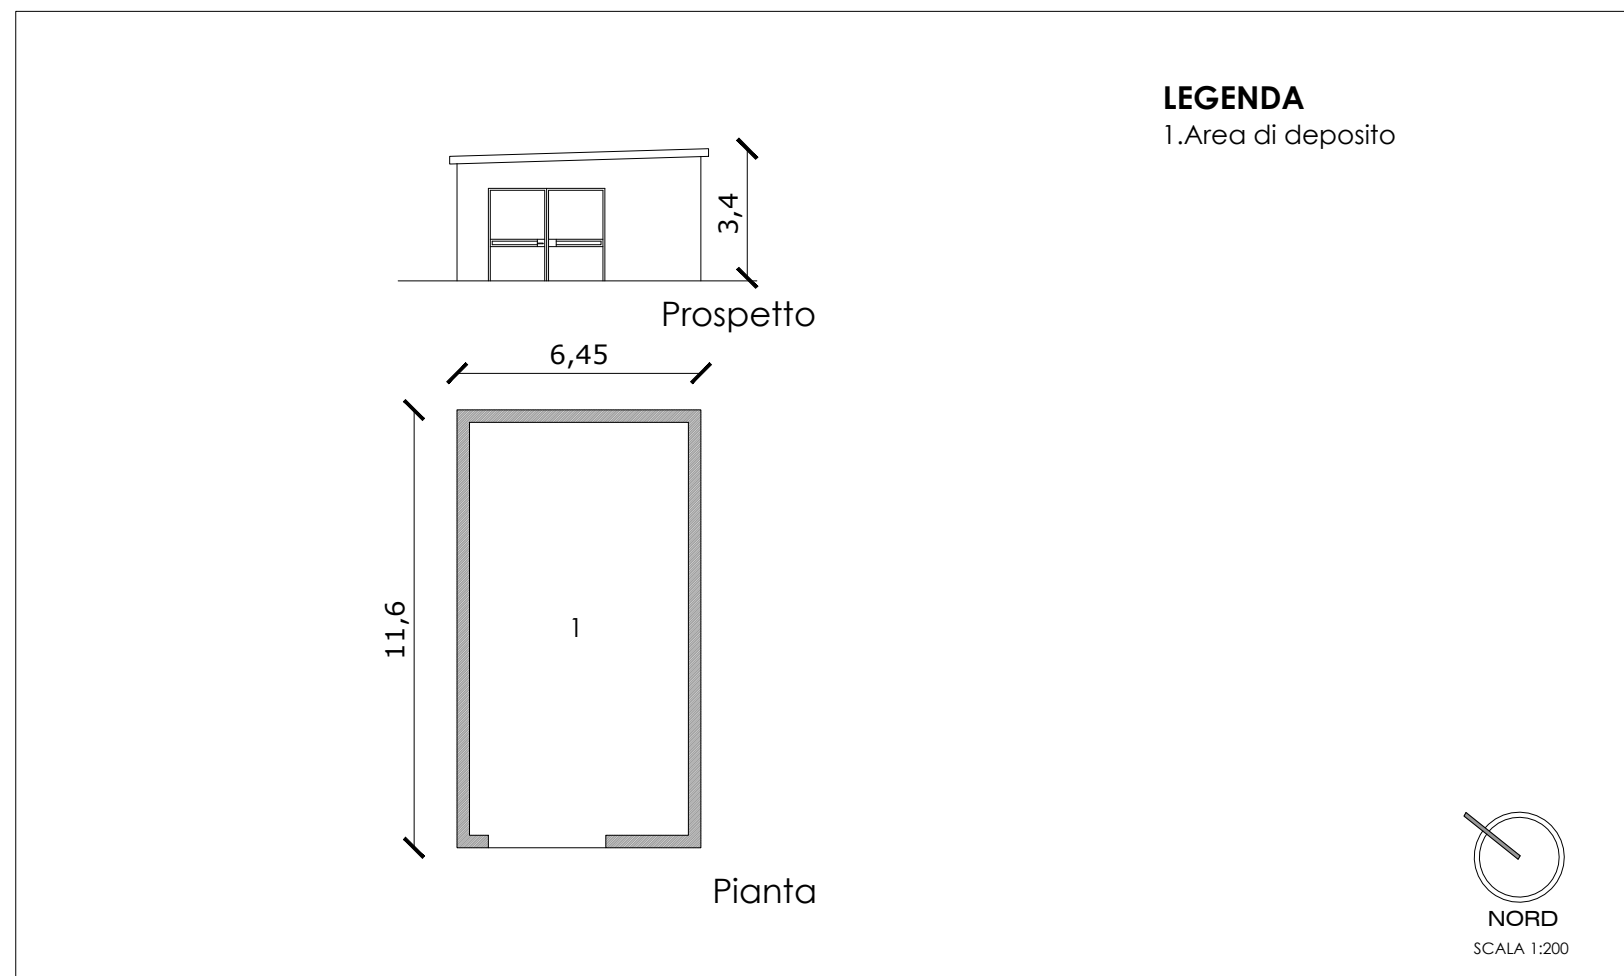 LEGENDA
1.Area di deposito
3,4
Prospetto
6,45
11,6
1
Pianta
NORD
SCALA 1:200